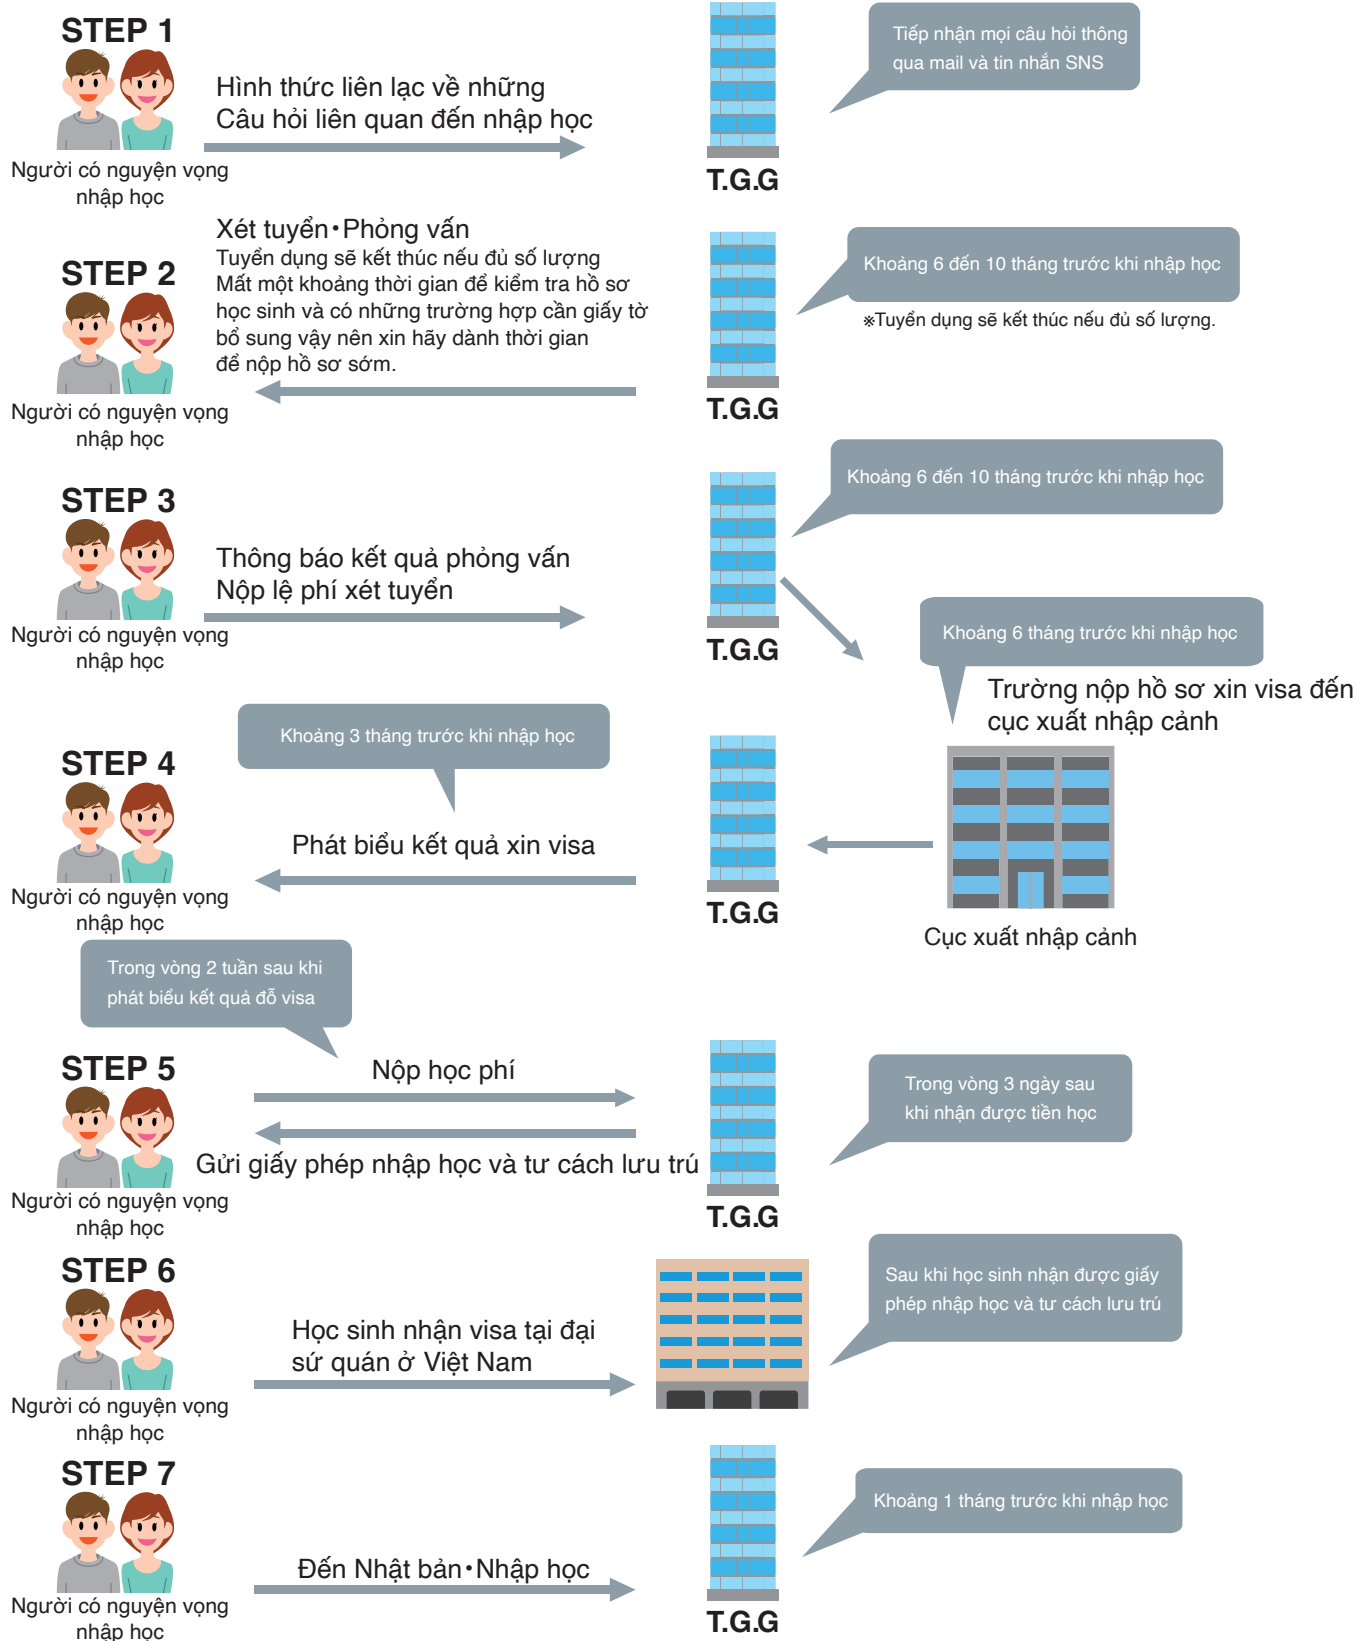 STEP 1
Hình thức liên lạc về những
Câu hỏi liên quan đến nhập học
Người có nguyện vọng
nhập học
T.G.G
Tiếp nhận mọi câu hỏi thông
qua mail và tin nhắn SNS
STEP 2
Xét tuyển・Phỏng vấn
Tuyển dụng sẽ kết thúc nếu đủ số lượng
Mất một khoảng thời gian để kiểm tra hồ sơ
học sinh và có những trường hợp cần giấy tờ
bổ sung vậy nên xin hãy dành thời gian
để nộp hồ sơ sớm.
Người có nguyện vọng
nhập học
T.G.G
Khoảng 6 đến 10 tháng trước khi nhập học
※Tuyển dụng sẽ kết thúc nếu đủ số lượng.
STEP 3
Thông báo kết quả phỏng vấn
Nộp lệ phí xét tuyển
Người có nguyện vọng
nhập học
T.G.G
Khoảng 6 đến 10 tháng trước khi nhập học
Khoảng 6 tháng trước khi nhập học
Trường nộp hồ sơ xin visa đến
cục xuất nhập cảnh
STEP 4
Khoảng 3 tháng trước khi nhập học
Phát biểu kết quả xin visa
Người có nguyện vọng
nhập học
T.G.G
Cục xuất nhập cảnh
Trong vòng 2 tuần sau khi
phát biểu kết quả đỗ visa
STEP 5
Nộp học phí
Gửi giấy phép nhập học và tư cách lưu trú
Người có nguyện vọng
nhập học
T.G.G
Trong vòng 3 ngày sau
khi nhận được tiền học
STEP 6
Học sinh nhận visa tại đại
sứ quán ở Việt Nam
Người có nguyện vọng
nhập học
Sau khi học sinh nhận được giấy
phép nhập học và tư cách lưu trú
STEP 7
Đến Nhật bản・Nhập học
Người có nguyện vọng
nhập học
T.G.G
Khoảng 1 tháng trước khi nhập học